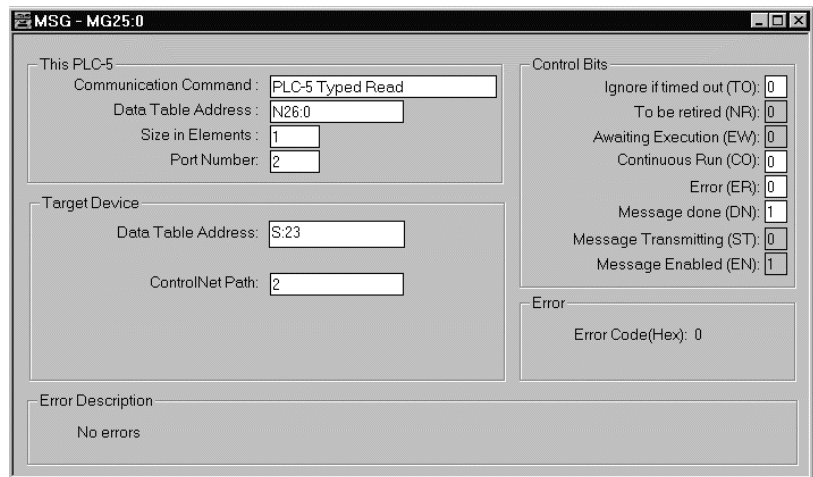 MSG - MG25:0
This PLC-5
Communication Command : PLC-5 Typed Read
Data Table Address : N26:0
Size in Elements : 1
Port Number: 2
Target Device
Data Table Address: S:23
ControlNet Path: 2
Control Bits
Ignore if timed out (TO): 0
To be retired (NR): 0
Awaiting Execution (EW): 0
Continuous Run (CO): 0
Error (ER): 0
Message done (DN): 1
Message Transmitting (ST): 0
Message Enabled (EN): 1
Error
Error Code(Hex): 0
Error Description
No errors